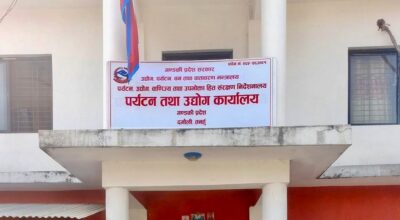 गण्डकी प्रदेश सरकार
उद्योग, पर्यटन, वन तथा वातावरण मन्त्रालय
पर्यटन, उद्योग, वाणिज्य तथा उपभोक्ता हित संरक्षण निर्देशनालय
पर्यटन तथा उद्योग कार्यालय
गण्डकी प्रदेश
दमौली तनहुँ